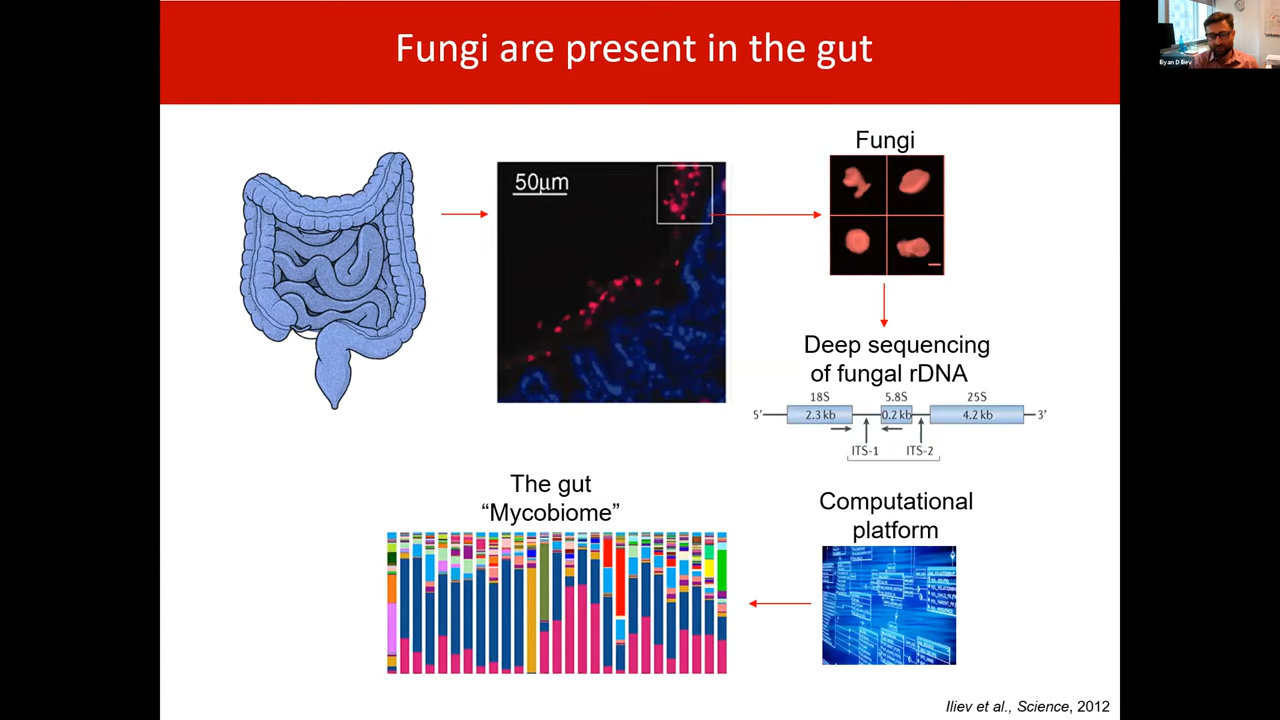 Fungi are present in the gut
Iliyan D Iliev
50µm
Fungi
Deep sequencing
of fungal rDNA
18S 5.8S 25S
5′ 2.3 kb 0.2 kb 4.2 kb 3′
ITS-1 ITS-2
The gut
“Mycobiome”
Computational
platform
Iliev et al., Science, 2012